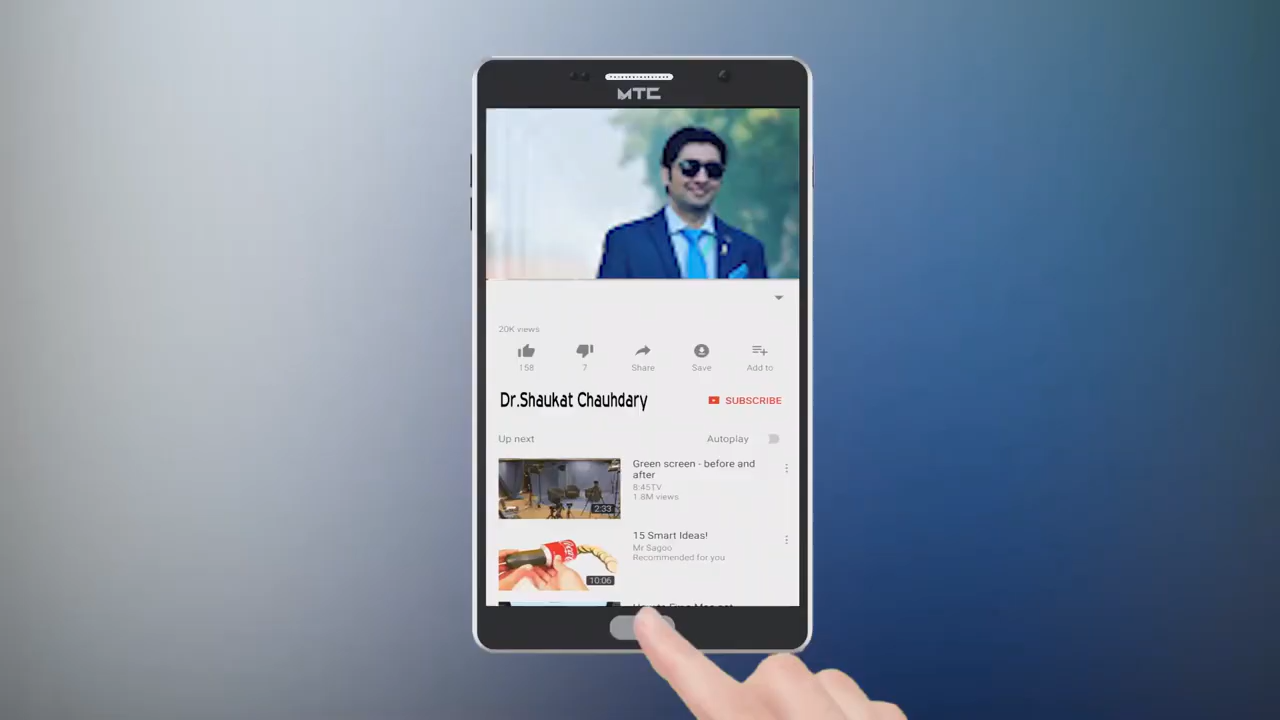 MTC
20K views
158
7
Share
Save
Add to
Dr.Shaukat Chauhdary
SUBSCRIBE
Up next
Autoplay
Green screen - before and
after
8:45TV
1.8M views
2:33
15 Smart Ideas!
Mr Sagoo
Recommended for you
10:06